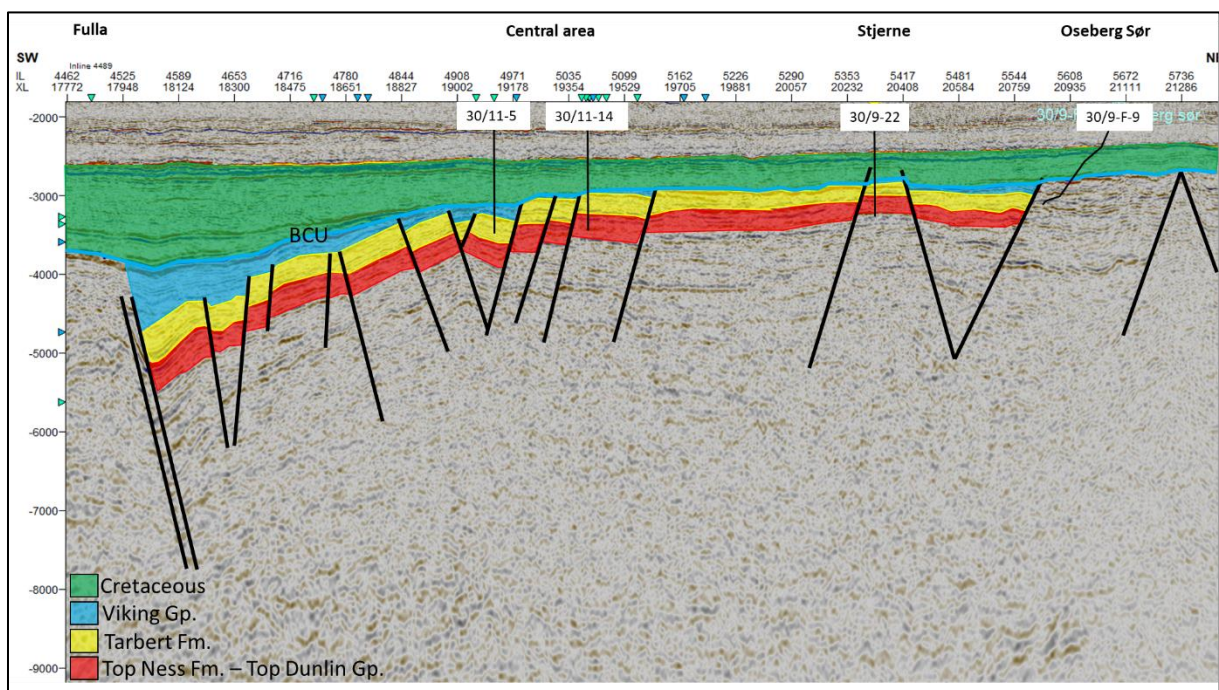 Fulla Central area Stjerne Oseberg Sør
SW
Inline 4489
IL 4462 4525 4589 4653 4716 4780 4844 4908 4971 5035 5099 5162 5226 5290 5353 5417 5481 5544 5608 5672 5736
XL 17772 17948 18124 18300 18475 18651 18827 19002 19178 19354 19529 19705 19881 20057 20232 20408 20584 20759 20935 21111 21286
-2000
30/11-5 30/11-14 30/9-22 30/9-F-9
-3000
BCU
-4000
-5000
-6000
-7000
-8000
Cretaceous
Viking Gp.
Tarbert Fm.
-9000
Top Ness Fm. – Top Dunlin Gp.